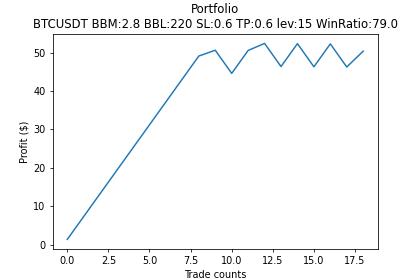 Portfolio
BTCUSDT BBM:2.8 BBL:220 SL:0.6 TP:0.6 lev:15 WinRatio:79.0
Profit ($)
50
40
30
20
10
0
0.0 2.5 5.0 7.5 10.0 12.5 15.0 17.5
Trade counts